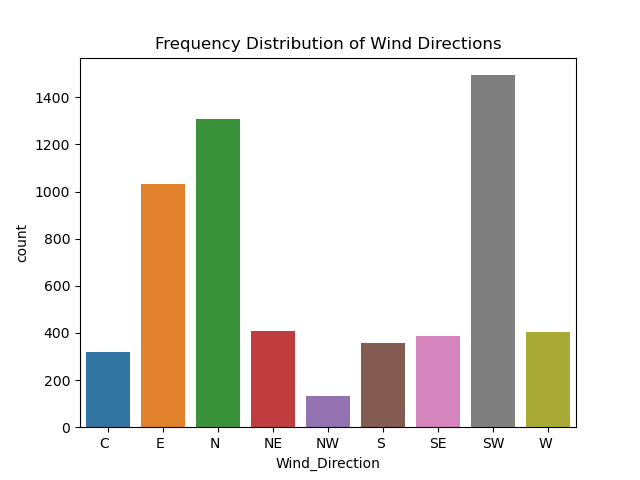 Frequency Distribution of Wind Directions
count
1400
1200
1000
800
600
400
200
0
C E N NE NW S SE SW W
Wind_Direction